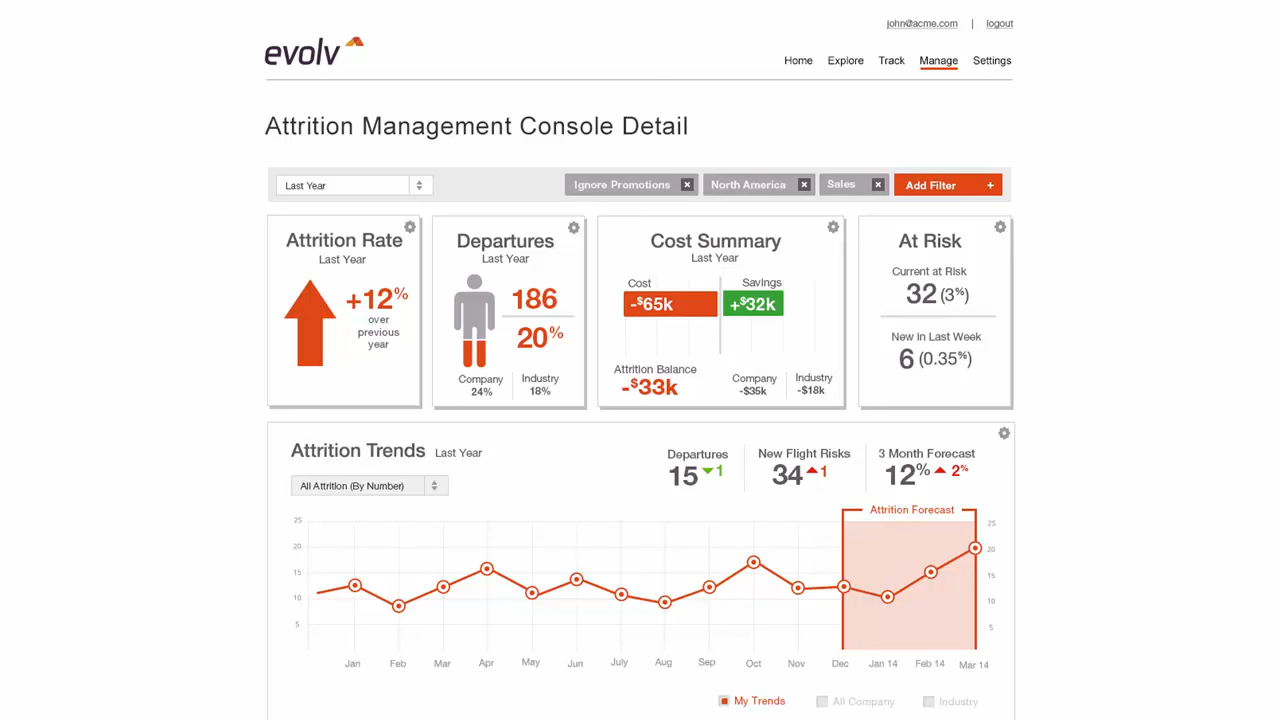 john@acme.com | logout
evolv
Home Explore Track Manage Settings
Attrition Management Console Detail
Last Year
Ignore Promotions
North America
Sales
Add Filter +
Attrition Rate
Last Year
+12%
over
previous
year
Departures
Last Year
186
20%
Company
24%
Industry
18%
Cost Summary
Last Year
Cost
Savings
-$65k
+$32k
Attrition Balance
-$33k
Company
-$35k
Industry
-$18k
At Risk
Current at Risk
32 (3%)
New in Last Week
6 (0.35%)
Attrition Trends Last Year
All Attrition (By Number)
Departures
15 1
New Flight Risks
34 1
3 Month Forecast
12% 2%
Attrition Forecast
25
20
15
10
5
25
20
15
10
5
Jan Feb Mar Apr May Jun July Aug Sep Oct Nov Dec Jan 14 Feb 14 Mar 14
My Trends All Company Industry